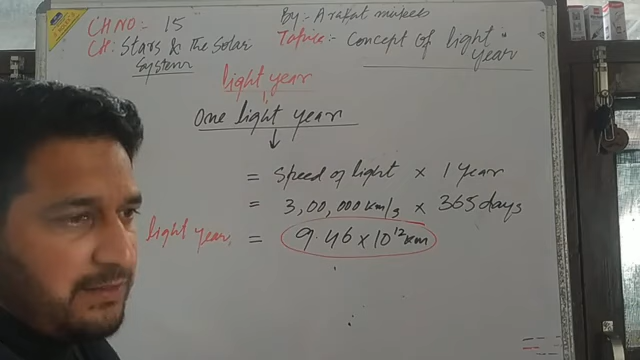 CH NO:- 15
By:- Arafat
CH: Stars & The Solar System
Topic:- Concept Of light year
light year
One light year
= Speed of light × 1 year
= 3,00,000 km/s × 365 days
light year, = 9.46 × 10¹² km